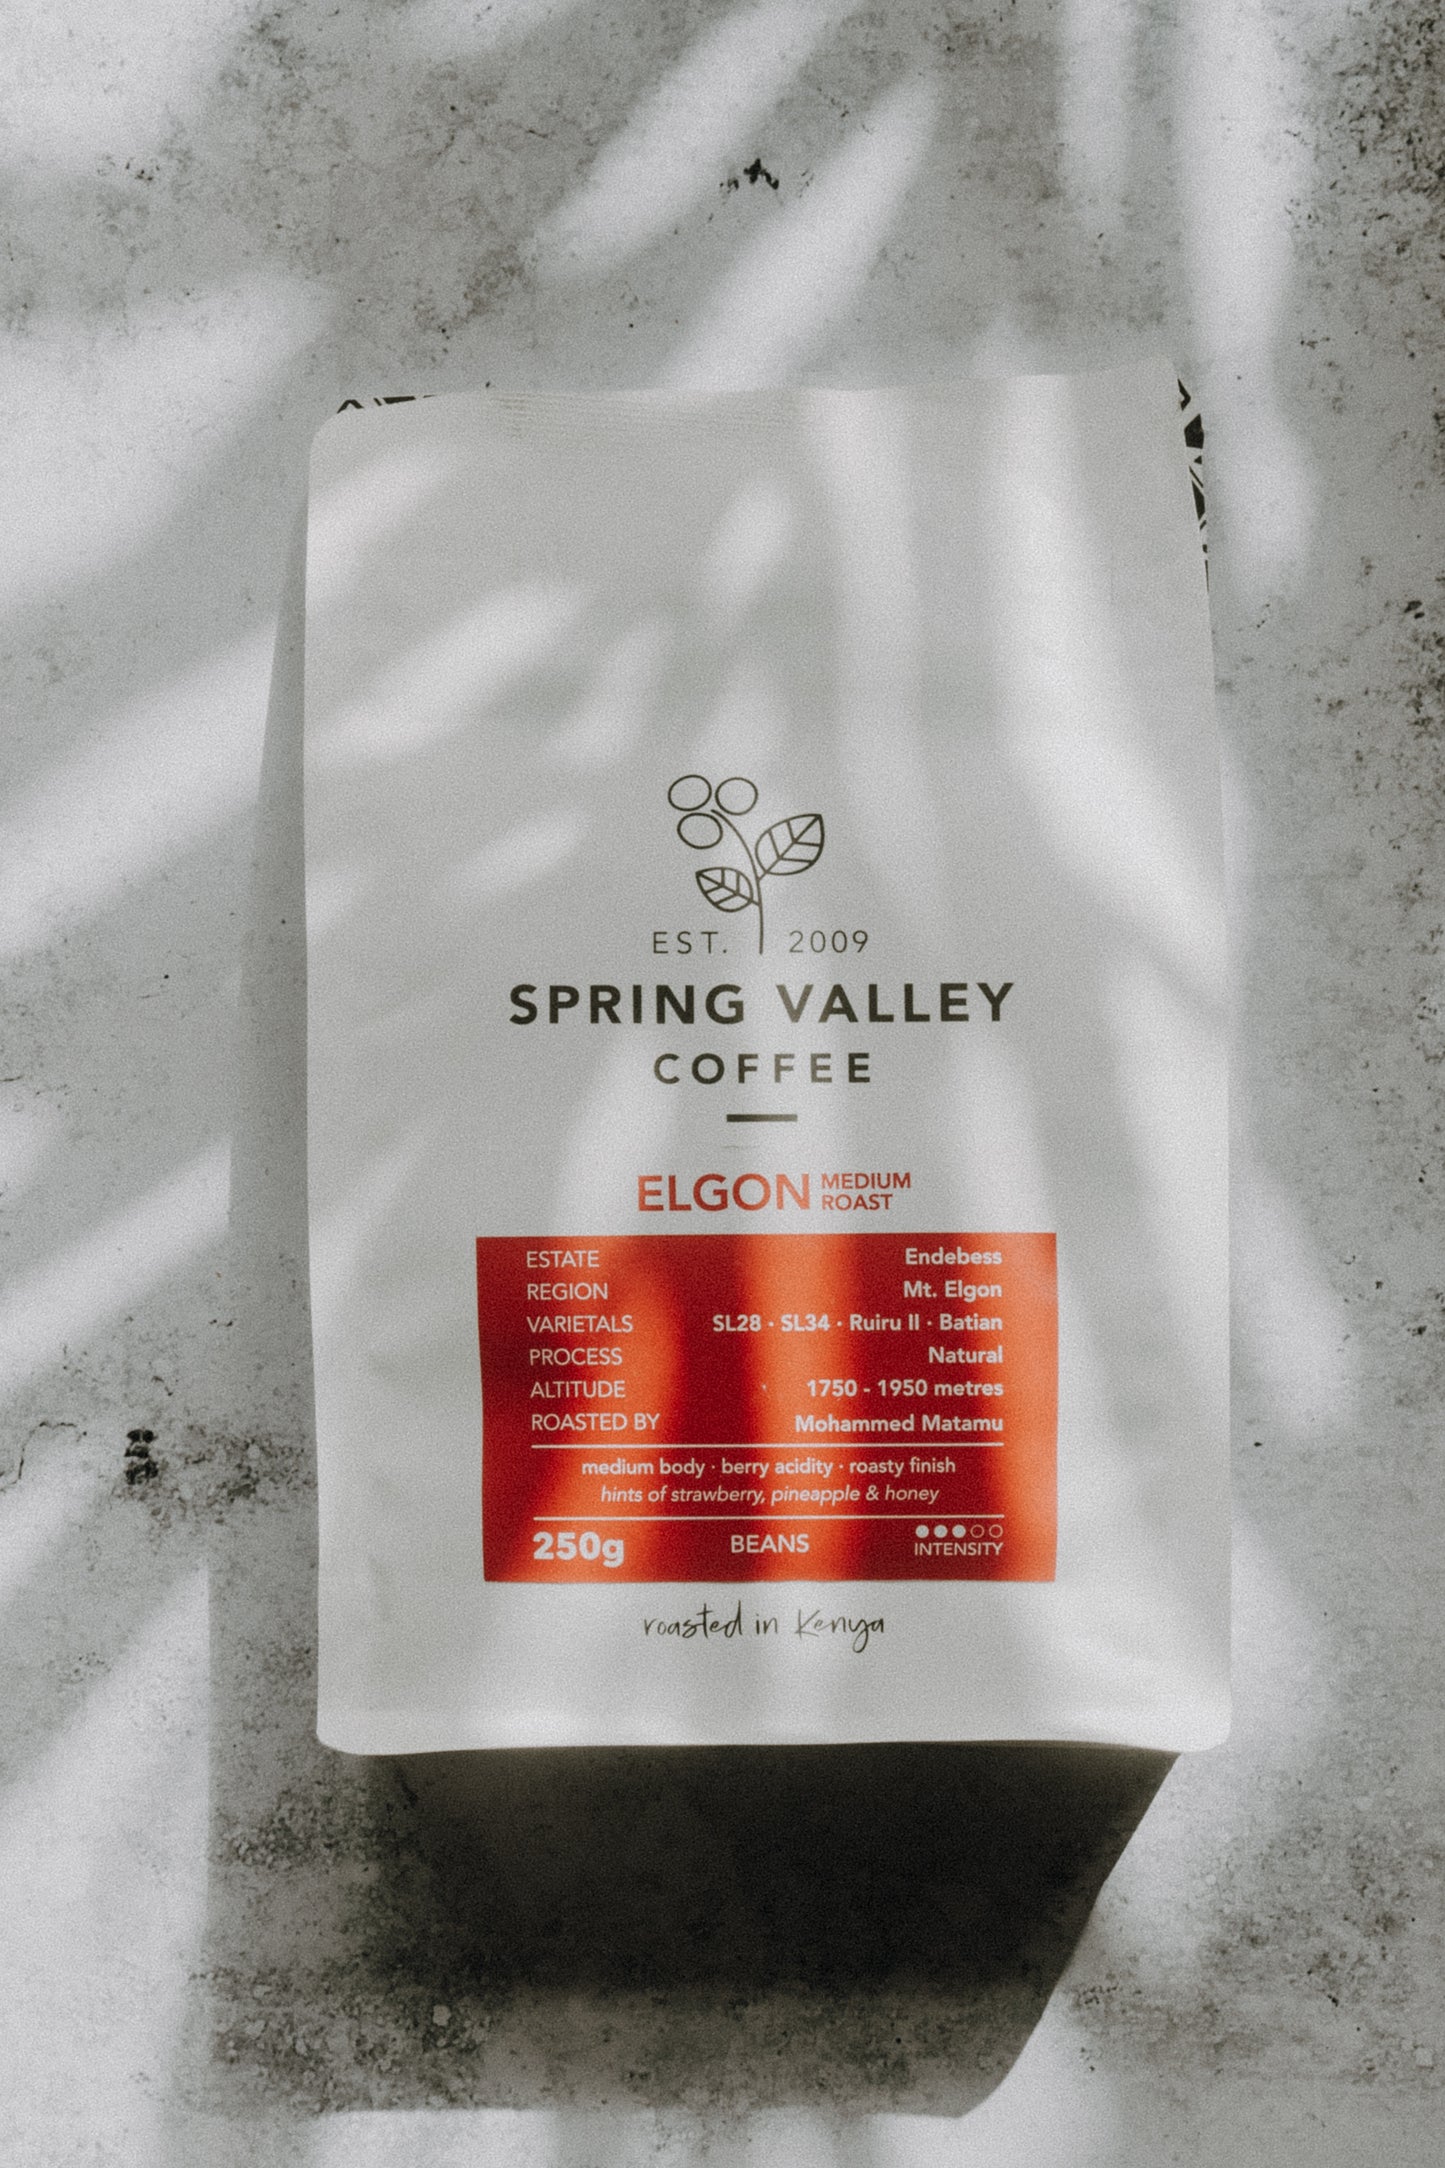 EST. 2009
SPRING VALLEY
COFFEE
ELGON MEDIUM ROAST
ESTATE Endebess
REGION Mt. Elgon
VARIETALS SL28 · SL34 · Ruiru II · Batian
PROCESS Natural
ALTITUDE 1750 - 1950 metres
ROASTED BY Mohammed Matamu
medium body · berry acidity · roasty finish
hints of strawberry, pineapple & honey
250g BEANS INTENSITY
roasted in Kenya